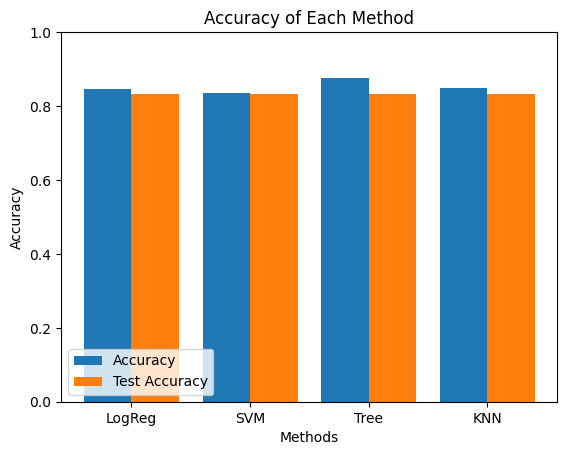 Accuracy of Each Method
Accuracy
1.0
0.8
0.6
0.4
0.2
0.0
Accuracy
Test Accuracy
LogReg SVM Tree KNN
Methods